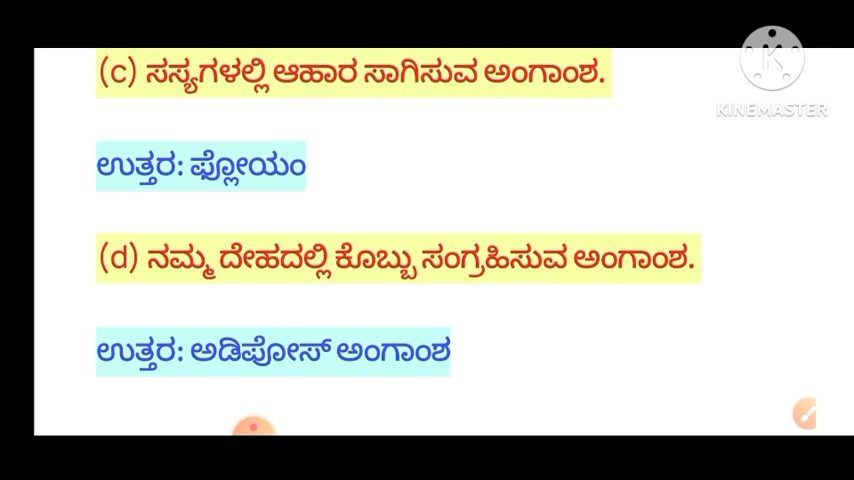 (c) ಸಸ್ಯಗಳಲ್ಲಿ ಆಹಾರ ಸಾಗಿಸುವ ಅಂಗಾಂಶ.
ಉತ್ತರ: ಫ್ಲೋಯಂ
(d) ನಮ್ಮ ದೇಹದಲ್ಲಿ ಕೊಬ್ಬು ಸಂಗ್ರಹಿಸುವ ಅಂಗಾಂಶ.
ಉತ್ತರ: ಅಡಿಪೋಸ್ ಅಂಗಾಂಶ
K
KINEMASTER